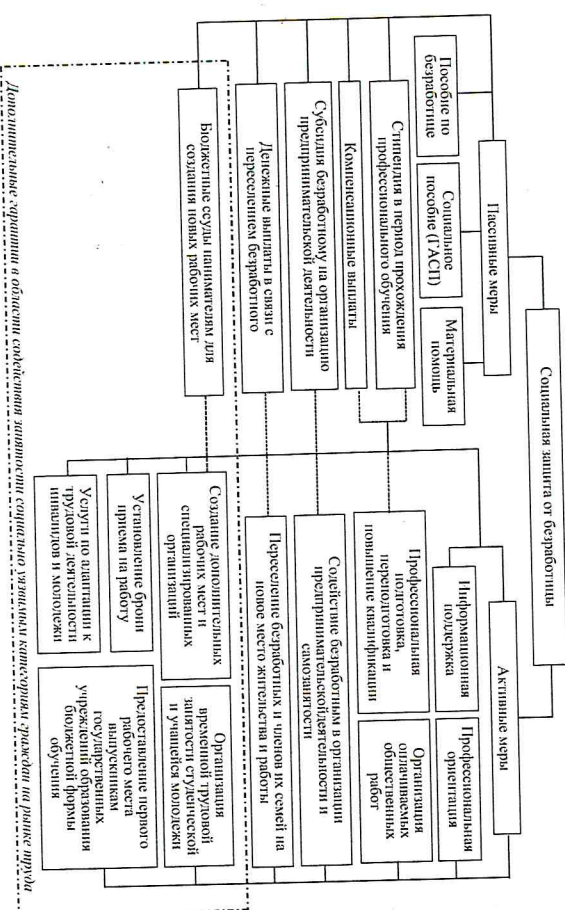 Социальная защита от безработицы
Пассивные меры
Активные меры
Пособие по
безработице
Социальное
пособие (ГАСП)
Материальная
помощь
Стипендия в период прохождения
профессионального обучения
Компенсационные выплаты
Субсидия безработному на организацию
предпринимательской деятельности
Денежные выплаты в связи с
переселением безработного
Бюджетные ссуды нанимателям для
создания новых рабочих мест
Информационная
поддержка
Профессиональная
ориентация
Профессиональная
подготовка,
переподготовка и
повышение квалификации
Организация
оплачиваемых
общественных
работ
Содействие безработным в организации
предпринимательскойдеятельности и
самозанятости
Переселение безработных и членов их семей на
новое место жительства и работы
Создание дополнительных
рабочих мест и
специализированных
организаций
Организация
временной трудовой
занятости студенческой
и учащейся молодежи
Установление брони
приема на работу
Услуги по адаптации к
трудовой деятельности
инвалидов и молодежи
Предоставление первого
рабочего места
выпускникам
государственных
учреждений образования
бюджетной формы
обучения
Дополнительные гарантии в области содействия занятости социально уязвимым категориям граждан на рынке труда